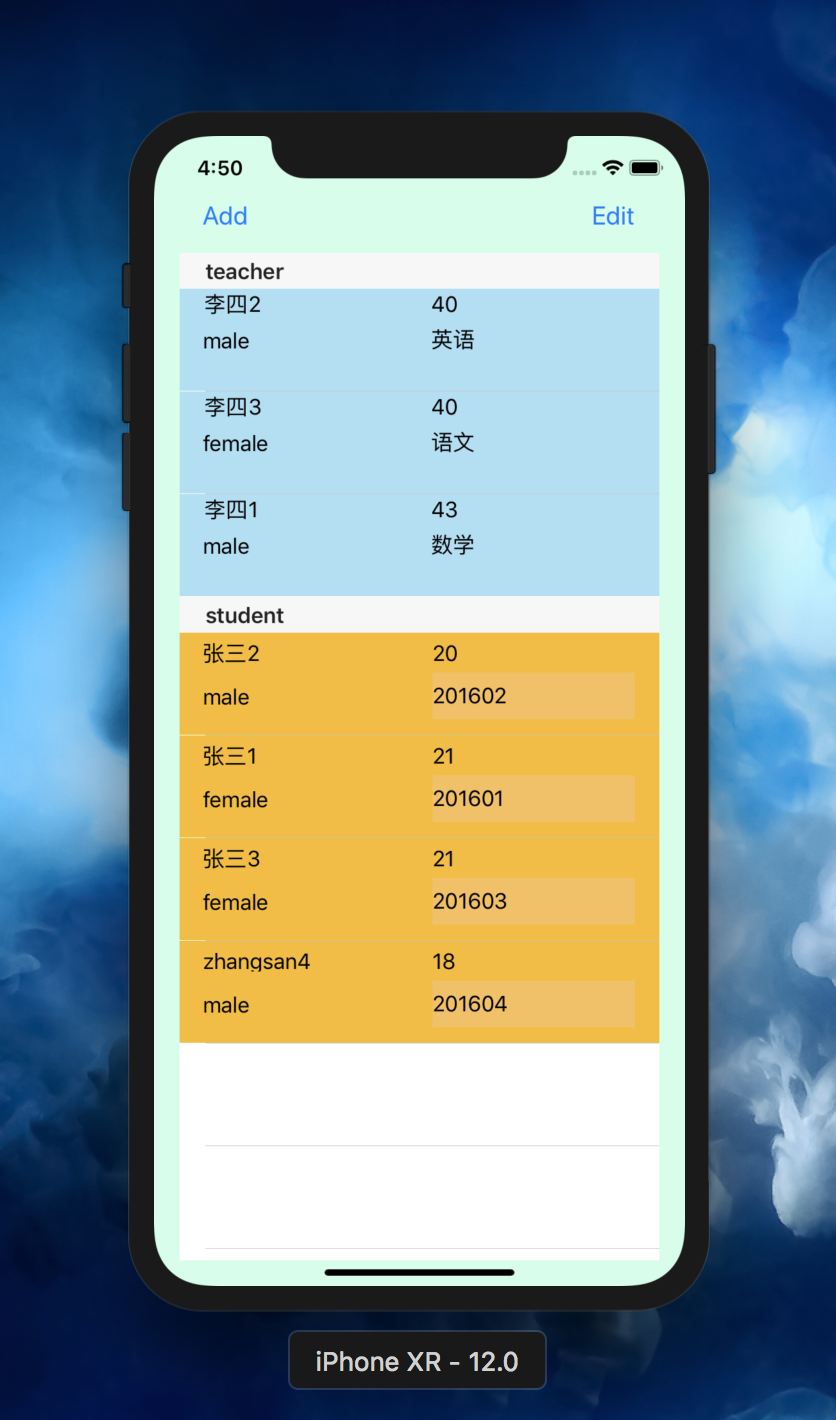 4:50
Add Edit
teacher
李四2 40
male 英语
李四3 40
female 语文
李四1 43
male 数学
student
张三2 20
male 201602
张三1 21
female 201601
张三3 21
female 201603
zhangsan4 18
male 201604
iPhone XR - 12.0